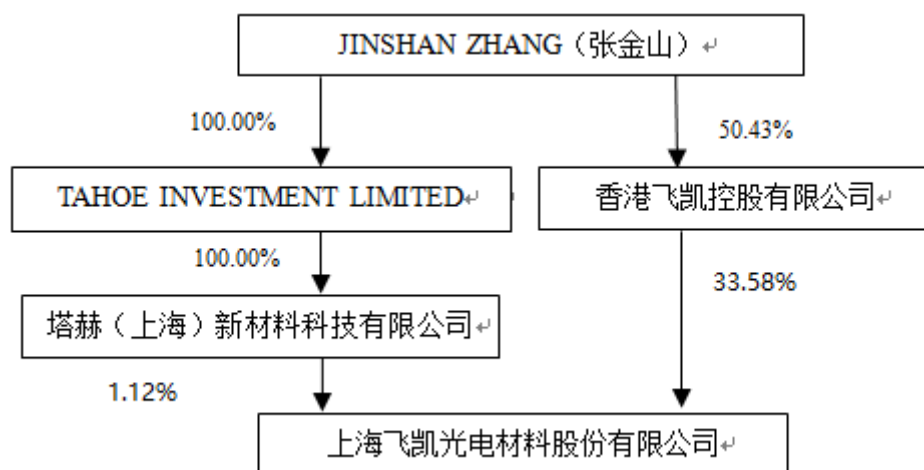 JINSHAN ZHANG（张金山）
100.00%
50.43%
TAHOE INVESTMENT LIMITED
香港飞凯控股有限公司
100.00%
33.58%
塔赫（上海）新材料科技有限公司
1.12%
上海飞凯光电材料股份有限公司